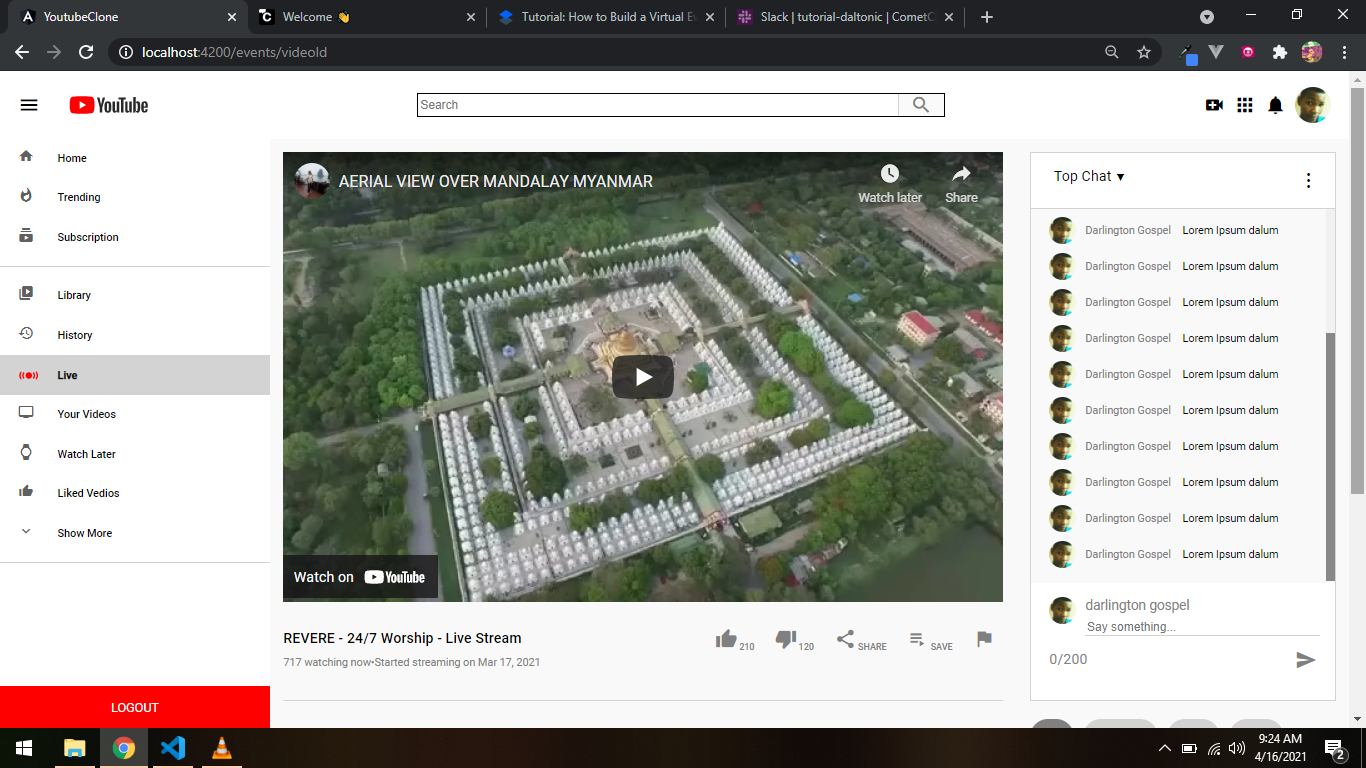 YoutubeClone
Welcome 👋
Tutorial: How to Build a Virtual Ev
Slack | tutorial-daltonic | CometC
localhost:4200/events/videoId
YouTube
Search
Home
Trending
Subscription
Library
History
Live
Your Videos
Watch Later
Liked Vedios
Show More
LOGOUT
AERIAL VIEW OVER MANDALAY MYANMAR
Watch later
Share
Watch on YouTube
REVERE - 24/7 Worship - Live Stream
717 watching now•Started streaming on Mar 17, 2021
210
120
SHARE
SAVE
Top Chat ▾
Darlington Gospel Lorem Ipsum dalum
Darlington Gospel Lorem Ipsum dalum
Darlington Gospel Lorem Ipsum dalum
Darlington Gospel Lorem Ipsum dalum
Darlington Gospel Lorem Ipsum dalum
Darlington Gospel Lorem Ipsum dalum
Darlington Gospel Lorem Ipsum dalum
Darlington Gospel Lorem Ipsum dalum
Darlington Gospel Lorem Ipsum dalum
Darlington Gospel Lorem Ipsum dalum
darlington gospel
Say something...
0/200
9:24 AM
4/16/2021
2